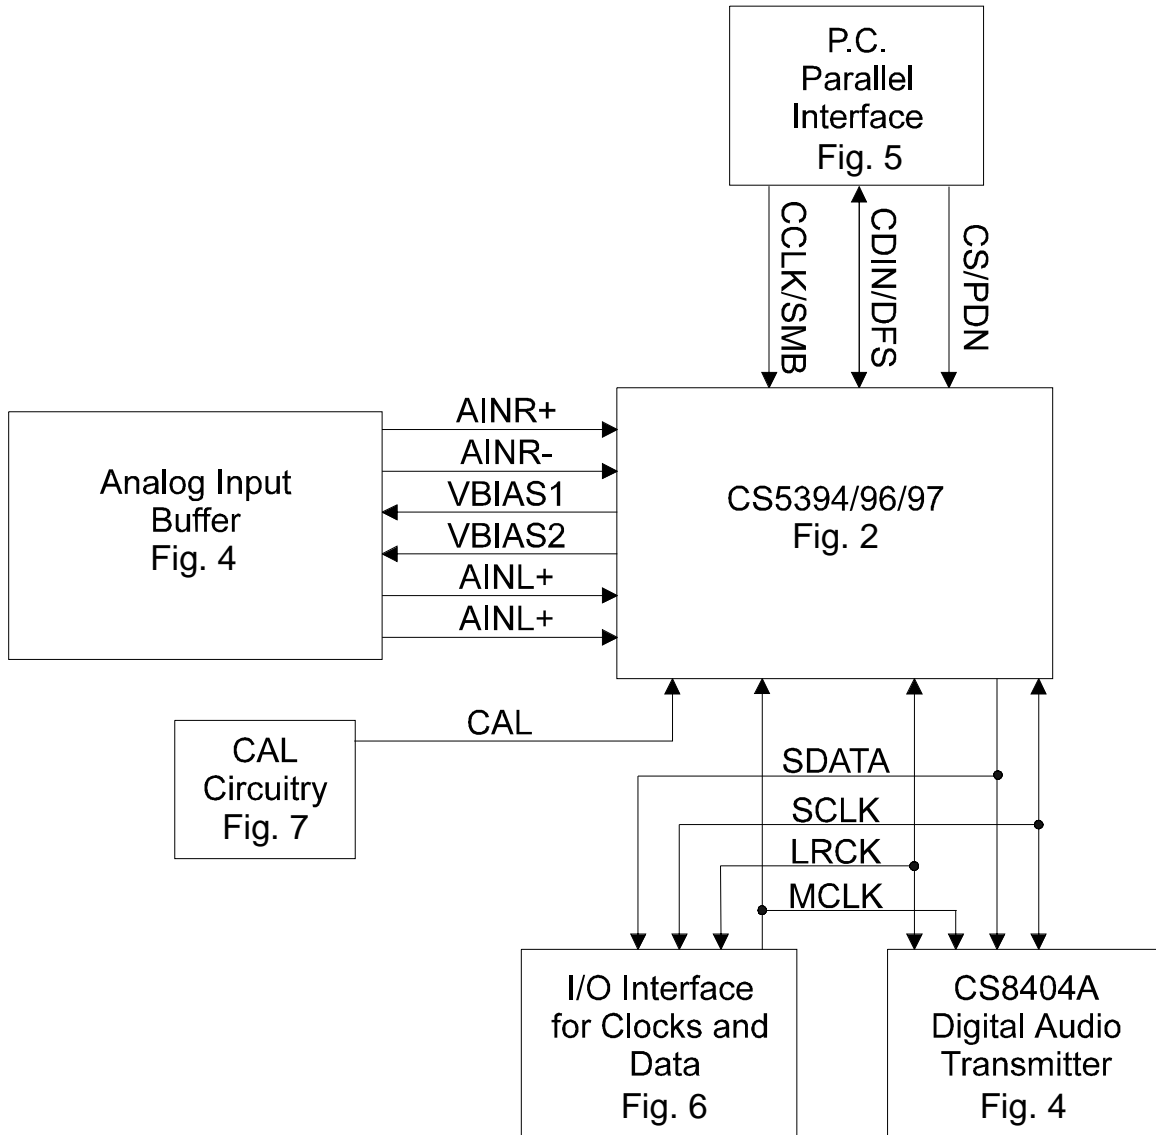 P.C.
Parallel
Interface
Fig. 5
CCLK/SMB
CDIN/DFS
CS/PDN
Analog Input
Buffer
Fig. 4
AINR+
AINR-
VBIAS1
VBIAS2
AINL+
AINL+
CS5394/96/97
Fig. 2
CAL
Circuitry
Fig. 7
CAL
SDATA
SCLK
LRCK
MCLK
I/O Interface
for Clocks and
Data
Fig. 6
CS8404A
Digital Audio
Transmitter
Fig. 4